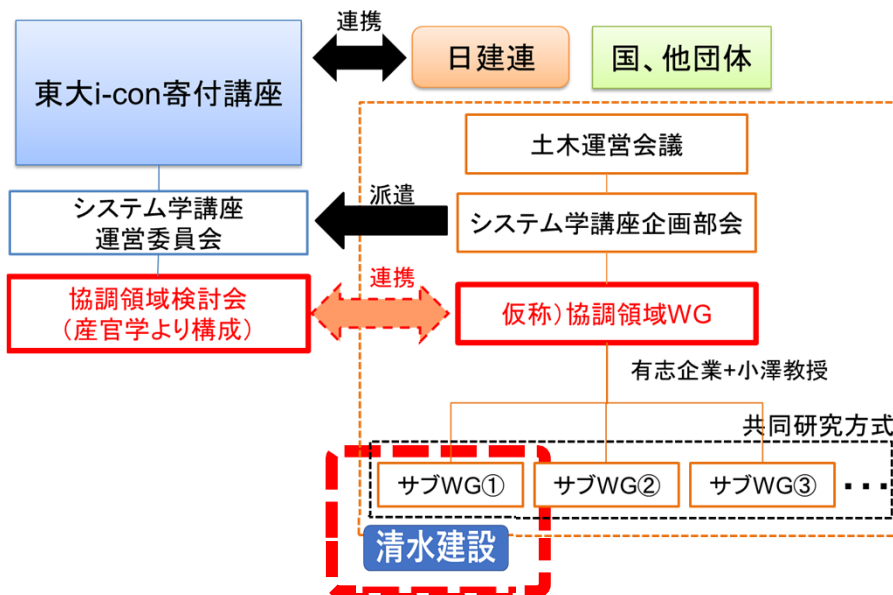 連携
東大i-con寄付講座
日建連
国、他団体
土木運営会議
システム学講座
運営委員会
派遣
システム学講座企画部会
協調領域検討会
(産官学より構成)
連携
仮称)協調領域WG
有志企業+小澤教授
共同研究方式
サブWG①
サブWG②
サブWG③
・・・
清水建設